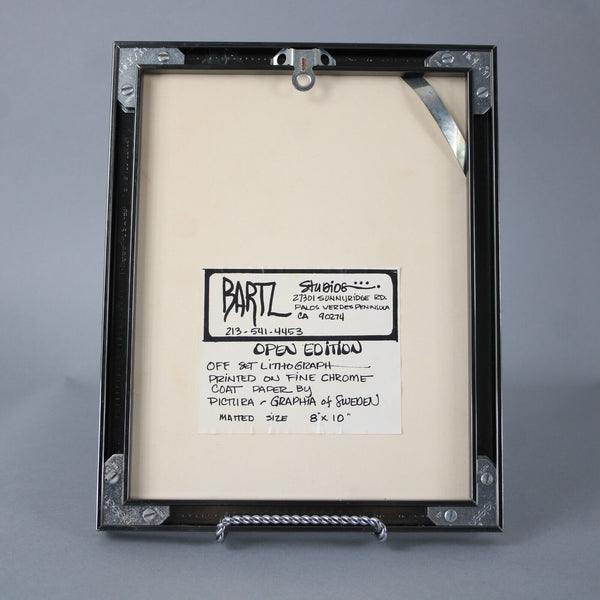 BARTZ Studios
27301 SUNNYRIDGE RD.
PALOS VERDES PENINSULA
CA 90274
213-541-4453
OPEN EDITION
OFF SET LITHOGRAPH
PRINTED ON FINE CHROME
COAT PAPER BY
PICTURA - GRAPHIA of SWEDEN
MATTED SIZE 8" X 10"